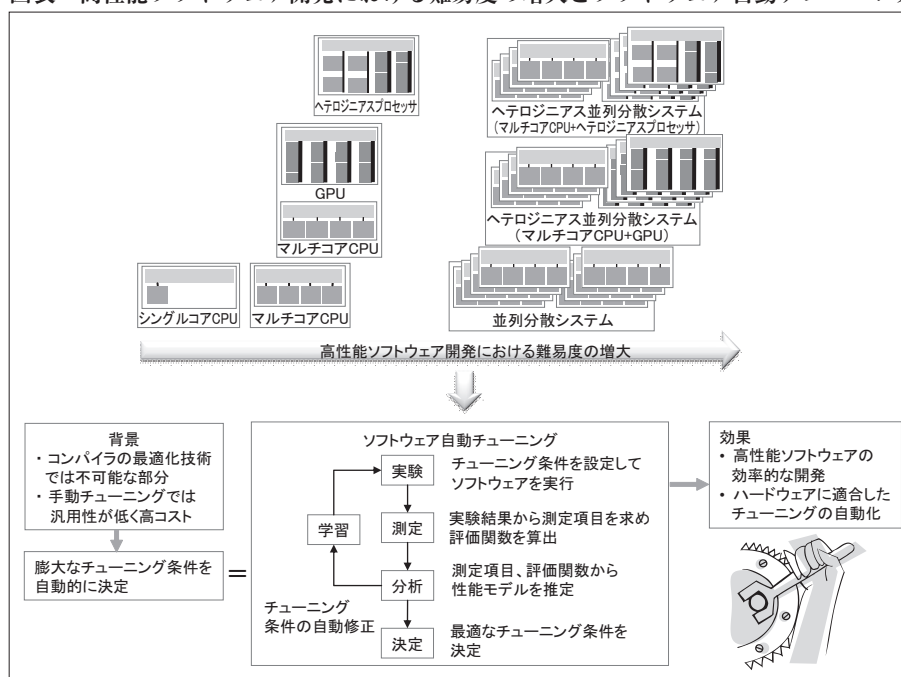 ヘテロジニアスプロセッサ
GPU
マルチコアCPU
シングルコアCPU
マルチコアCPU
ヘテロジニアス並列分散システム
(マルチコアCPU+ヘテロジニアスプロセッサ)
ヘテロジニアス並列分散システム
(マルチコアCPU+GPU)
並列分散システム
高性能ソフトウェア開発における難易度の増大
背景
・コンパイラの最適化技術
では不可能な部分
・手動チューニングでは
汎用性が低く高コスト
膨大なチューニング条件を
自動的に決定
=
ソフトウェア自動チューニング
実験
チューニング条件を設定して
ソフトウェアを実行
学習
測定
実験結果から測定項目を求め
評価関数を算出
分析
測定項目、評価関数から
性能モデルを推定
チューニング
条件の自動修正
決定
最適なチューニング条件を
決定
効果
• 高性能ソフトウェアの
効率的な開発
• ハードウェアに適合した
チューニングの自動化